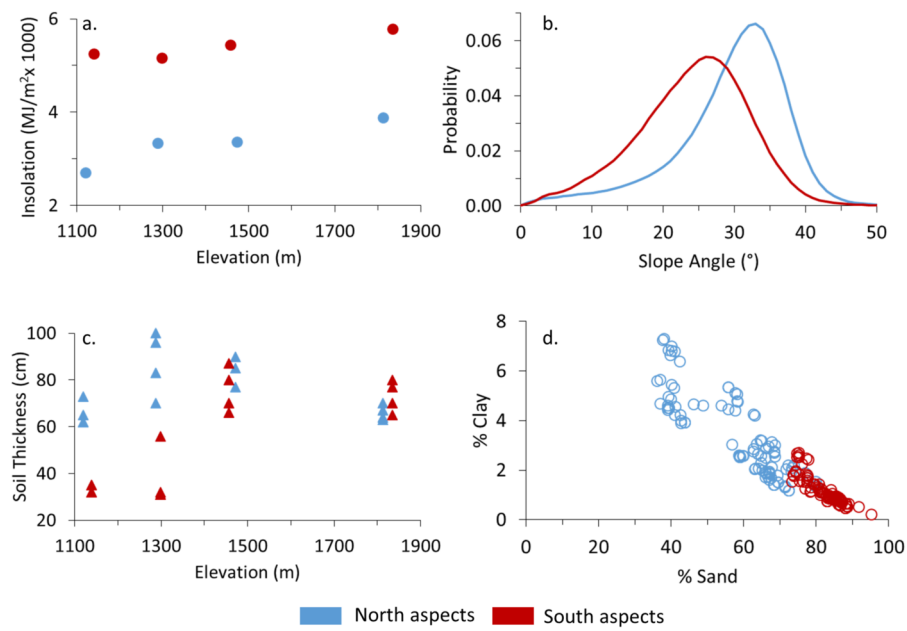 a.
Insolation (MJ/m²x 1000)
6
4
2
1100 1300 1500 1700 1900
Elevation (m)
b.
Probability
0.06
0.04
0.02
0.00
0 10 20 30 40 50
Slope Angle (°)
c.
Soil Thickness (cm)
100
80
60
40
20
1100 1300 1500 1700 1900
Elevation (m)
d.
% Clay
8
6
4
2
0
0 20 40 60 80 100
% Sand
North aspects South aspects